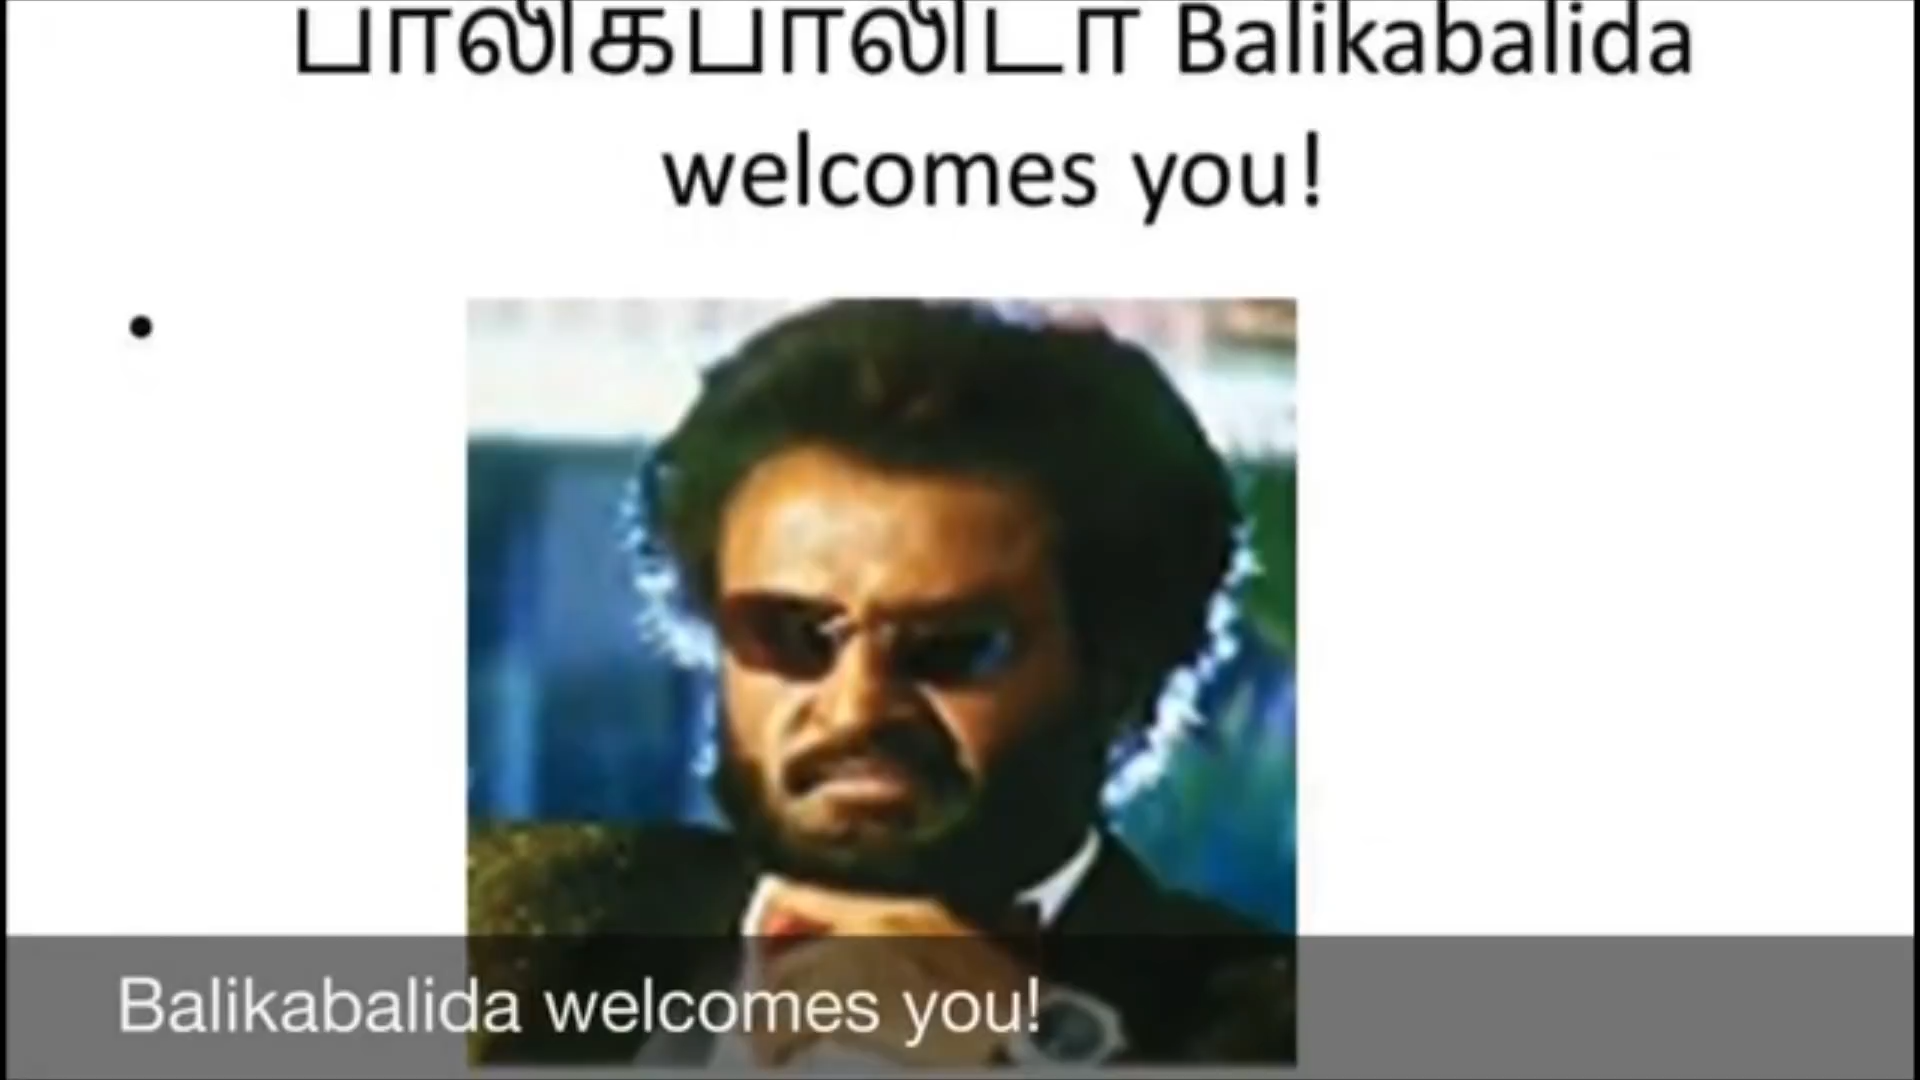 பாலிகபாலிடா Balikabalida
welcomes you!
Balikabalida welcomes you!